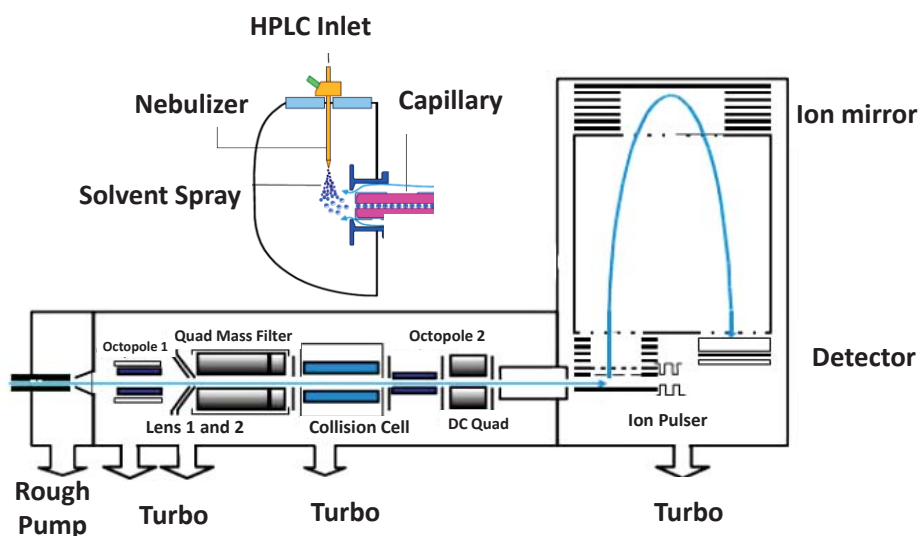 HPLC Inlet
Nebulizer
Capillary
Ion mirror
Solvent Spray
Octopole 1
Quad Mass Filter
Octopole 2
Detector
Lens 1 and 2
Collision Cell
DC Quad
Ion Pulser
Rough
Pump
Turbo
Turbo
Turbo